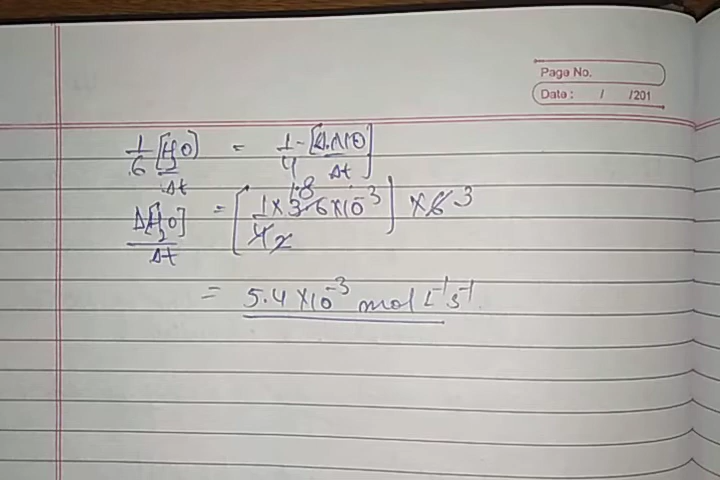 Page No.
Date : / /201
1/6 [H2O]/Δt = 1/4 - [ΔNO]/Δt
Δ[H2O]/Δt = [1/4 2 × 3.6 1.8 × 10^-3] × 6 3
= 5.4 × 10^-3 mol L^-1 s^-1